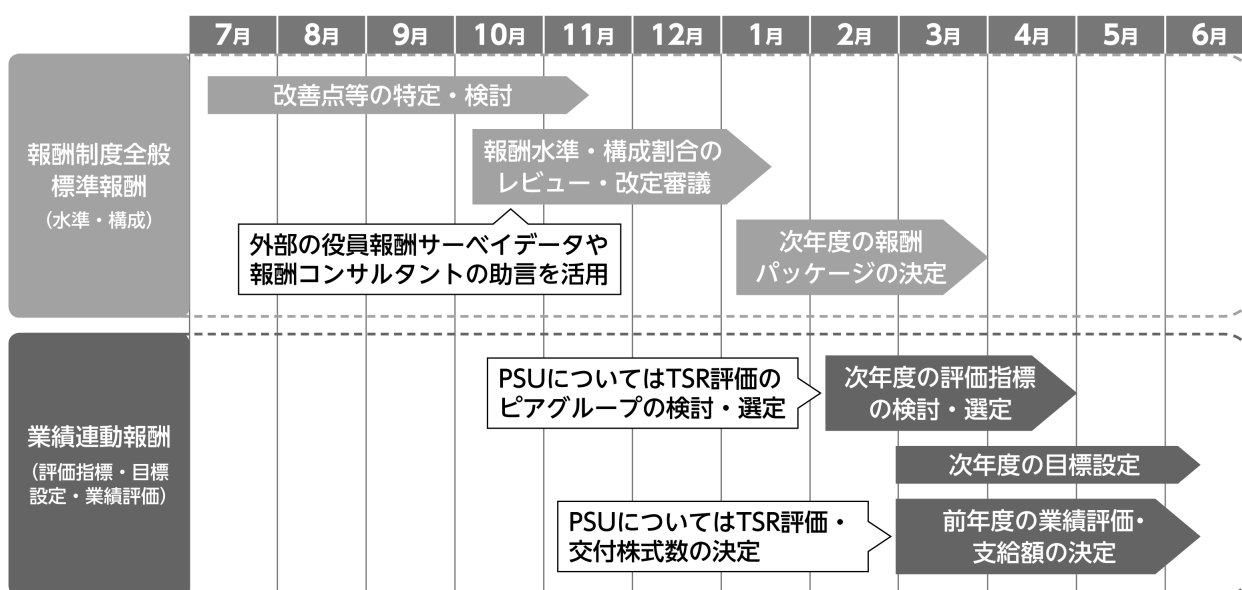 7月 8月 9月 10月 11月 12月 1月 2月 3月 4月 5月 6月
報酬制度全般
標準報酬
（水準・構成）
改善点等の特定・検討
報酬水準・構成割合の
レビュー・改定審議
外部の役員報酬サーベイデータや
報酬コンサルタントの助言を活用
次年度の報酬
パッケージの決定
業績連動報酬
（評価指標・目標
設定・業績評価）
PSUについてはTSR評価の
ピアグループの検討・選定
次年度の評価指標
の検討・選定
次年度の目標設定
PSUについてはTSR評価・
交付株式数の決定
前年度の業績評価・
支給額の決定